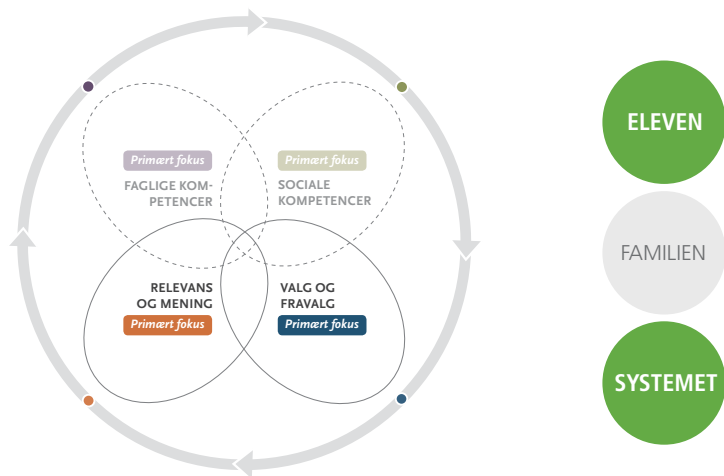 Primært fokus
FAGLIGE KOM-
PETENCER
Primært fokus
SOCIALE
KOMPETENCER
RELEVANS
OG MENING
Primært fokus
VALG OG
FRAVALG
Primært fokus
ELEVEN
FAMILIEN
SYSTEMET